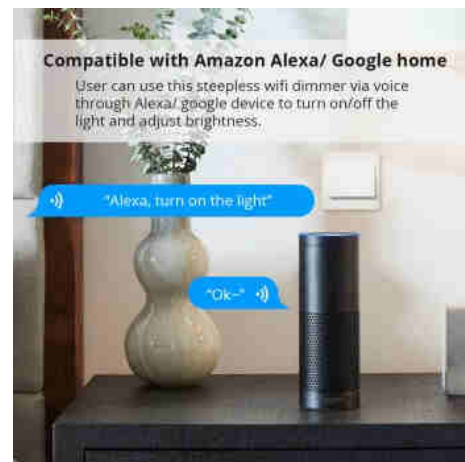 Compatible with Amazon Alexa/ Google home
User can use this steepless wifi dimmer via voice
through Alexa/ google device to turn on/off the
light and adjust brightness.
"Alexa, turn on the light"
"Ok~"